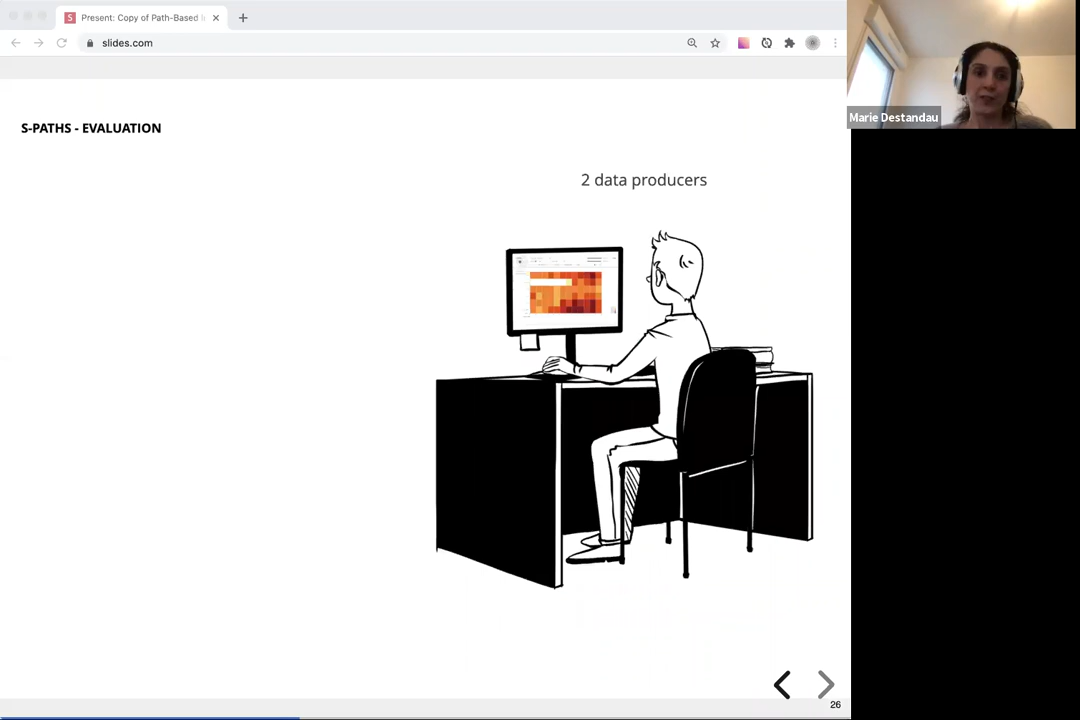 Present: Copy of Path-Based I
slides.com
Marie Destandau
S-PATHS - EVALUATION
2 data producers
26